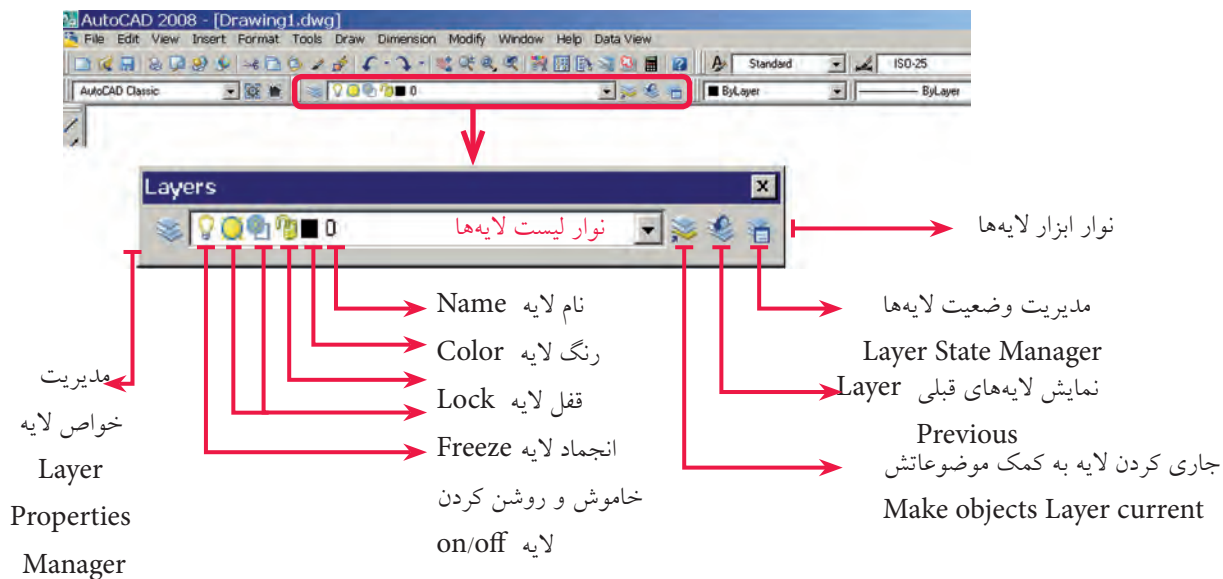 AutoCAD 2008 - [Drawing1.dwg]
File Edit View Insert Format Tools Draw Dimension Modify Window Help Data View
Standard ISO-25
AutoCAD Classic 0 ByLayer ByLayer
Layers
0 نوار لیست لایه‌ها
نوار ابزار لایه‌ها
نام لایه Name
رنگ لایه Color
قفل لایه Lock
انجماد لایه Freeze
خاموش و روشن کردن
لایه on/off
مدیریت
خواص لایه
Layer
Properties
Manager
مدیریت وضعیت لایه‌ها
Layer State Manager
نمایش لایه‌های قبلی Layer
Previous
جاری کردن لایه به کمک موضوعاتش
Make objects Layer current